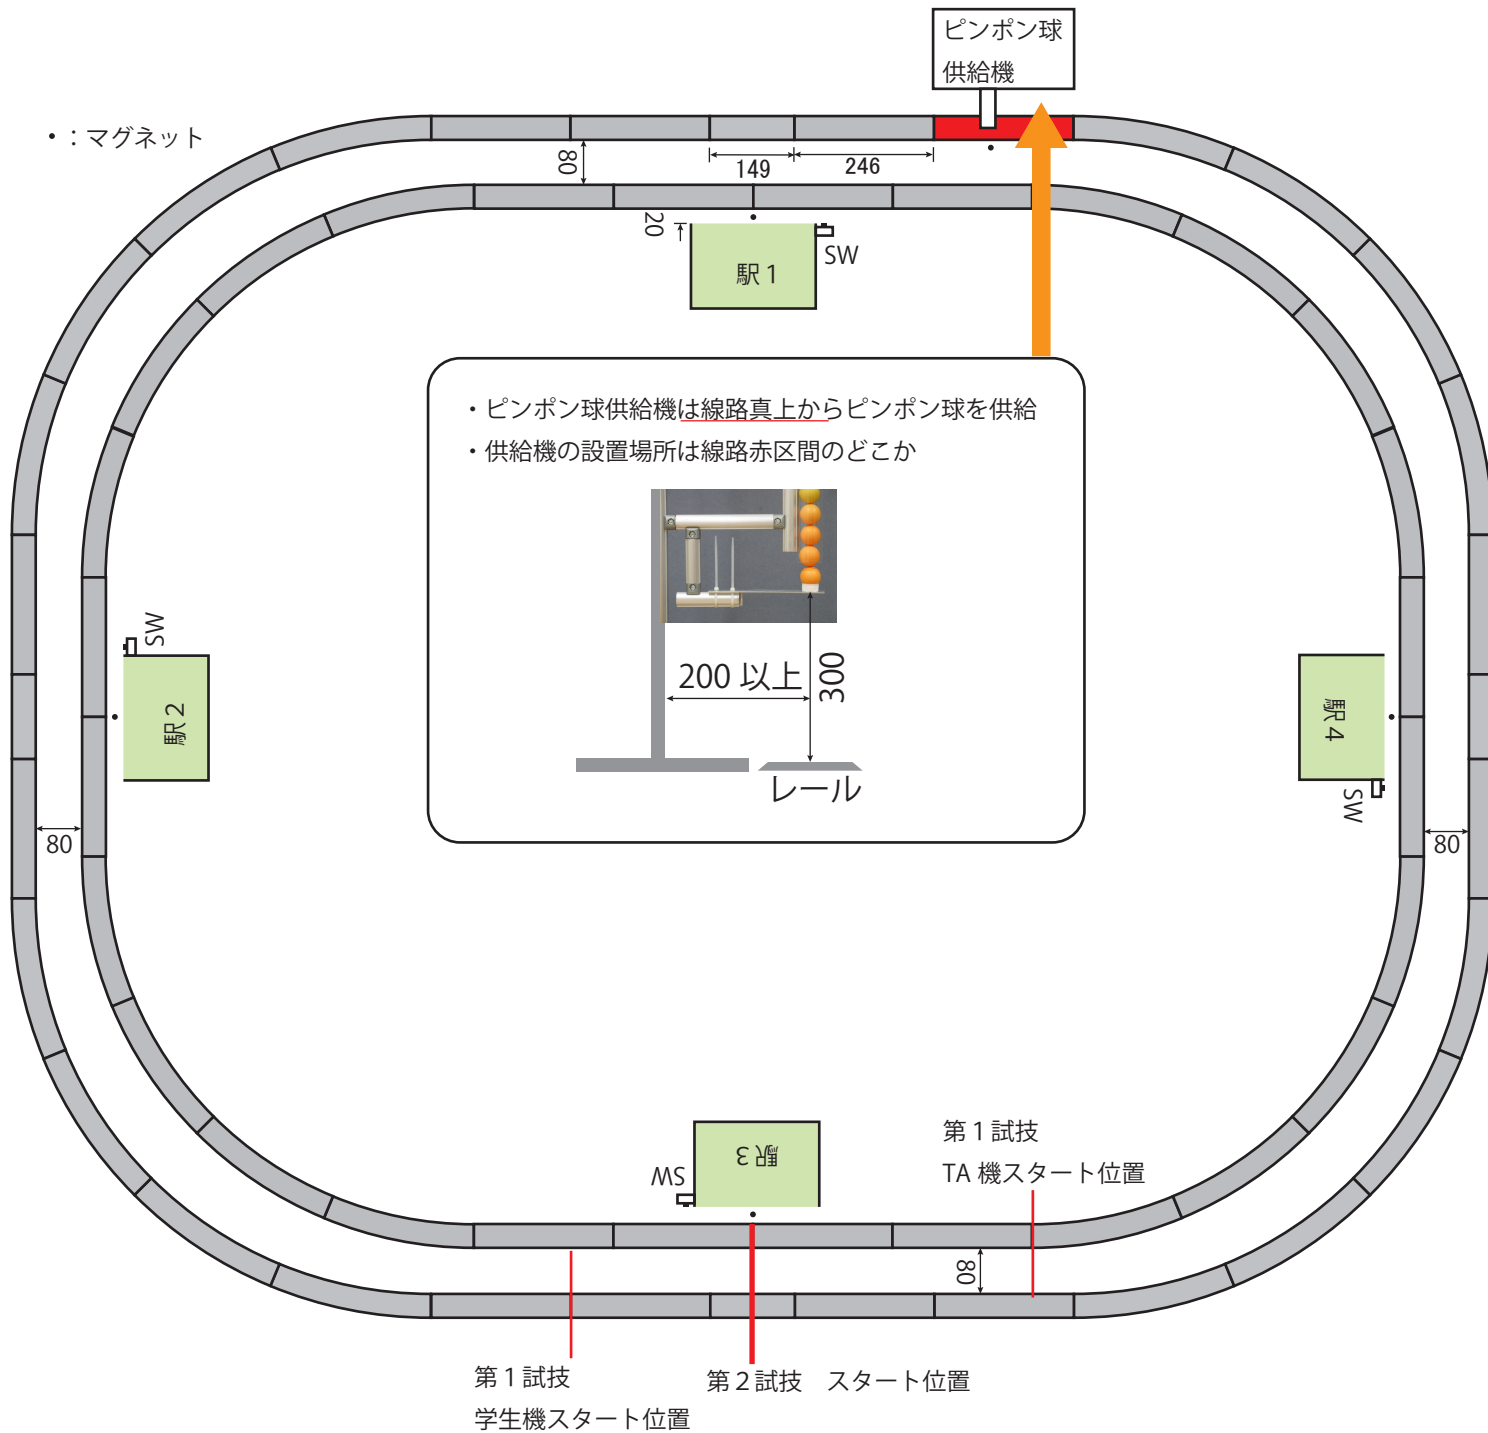 ピンポン球
供給機
・：マグネット
80
149
246
20
SW
駅1
・ピンポン球供給機は線路真上からピンポン球を供給
・供給機の設置場所は線路赤区間のどこか
SW
駅2
200 以上
300
レール
駅4
SW
80
80
駅3
SW
第1試技
TA 機スタート位置
80
第1試技
学生機スタート位置
第2試技　スタート位置